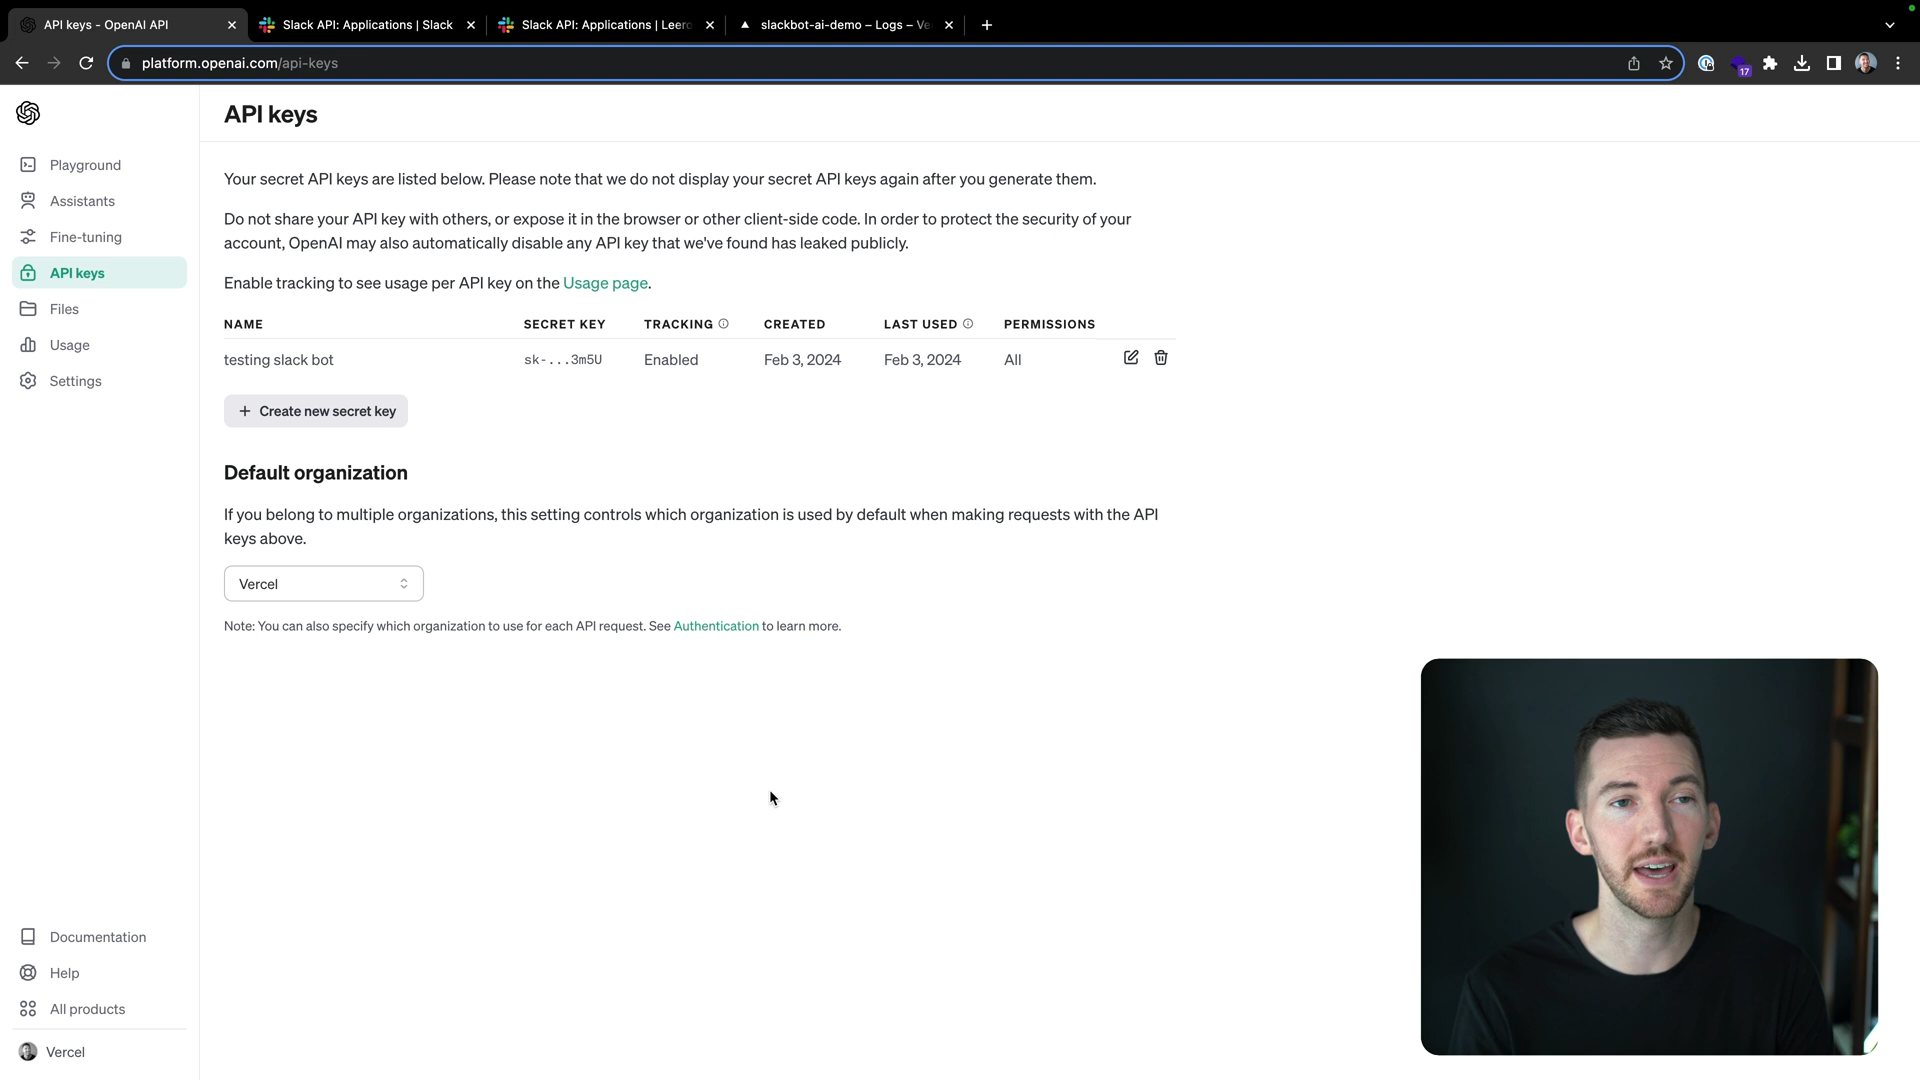 API keys - OpenAI API
Slack API: Applications | Slack
Slack API: Applications | Leero
slackbot-ai-demo – Logs – Ve
platform.openai.com/api-keys
17
API keys
Playground
Assistants
Fine-tuning
API keys
Files
Usage
Settings
Your secret API keys are listed below. Please note that we do not display your secret API keys again after you generate them.
Do not share your API key with others, or expose it in the browser or other client-side code. In order to protect the security of your
account, OpenAI may also automatically disable any API key that we've found has leaked publicly.
Enable tracking to see usage per API key on the Usage page.
NAME SECRET KEY TRACKING CREATED LAST USED PERMISSIONS
testing slack bot sk-...3m5U Enabled Feb 3, 2024 Feb 3, 2024 All
+ Create new secret key
Default organization
If you belong to multiple organizations, this setting controls which organization is used by default when making requests with the API
keys above.
Vercel
Note: You can also specify which organization to use for each API request. See Authentication to learn more.
Documentation
Help
All products
Vercel